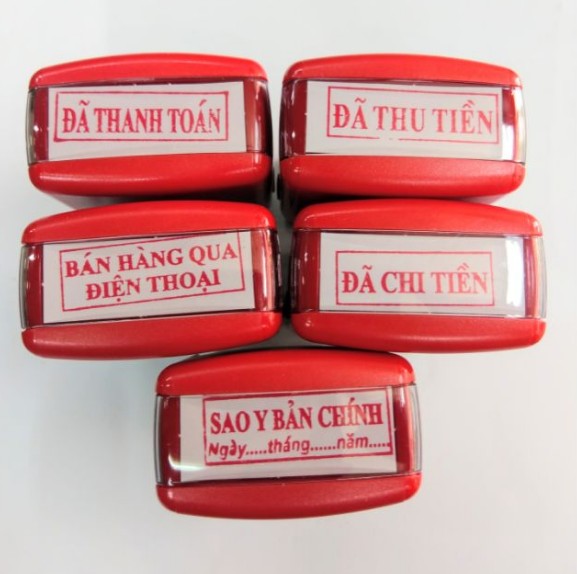 ĐÃ THANH TOÁN
ĐÃ THU TIỀN
BÁN HÀNG QUA
ĐIỆN THOẠI
ĐÃ CHI TIỀN
SAO Y BẢN CHÍNH
Ngày.....tháng......năm.....